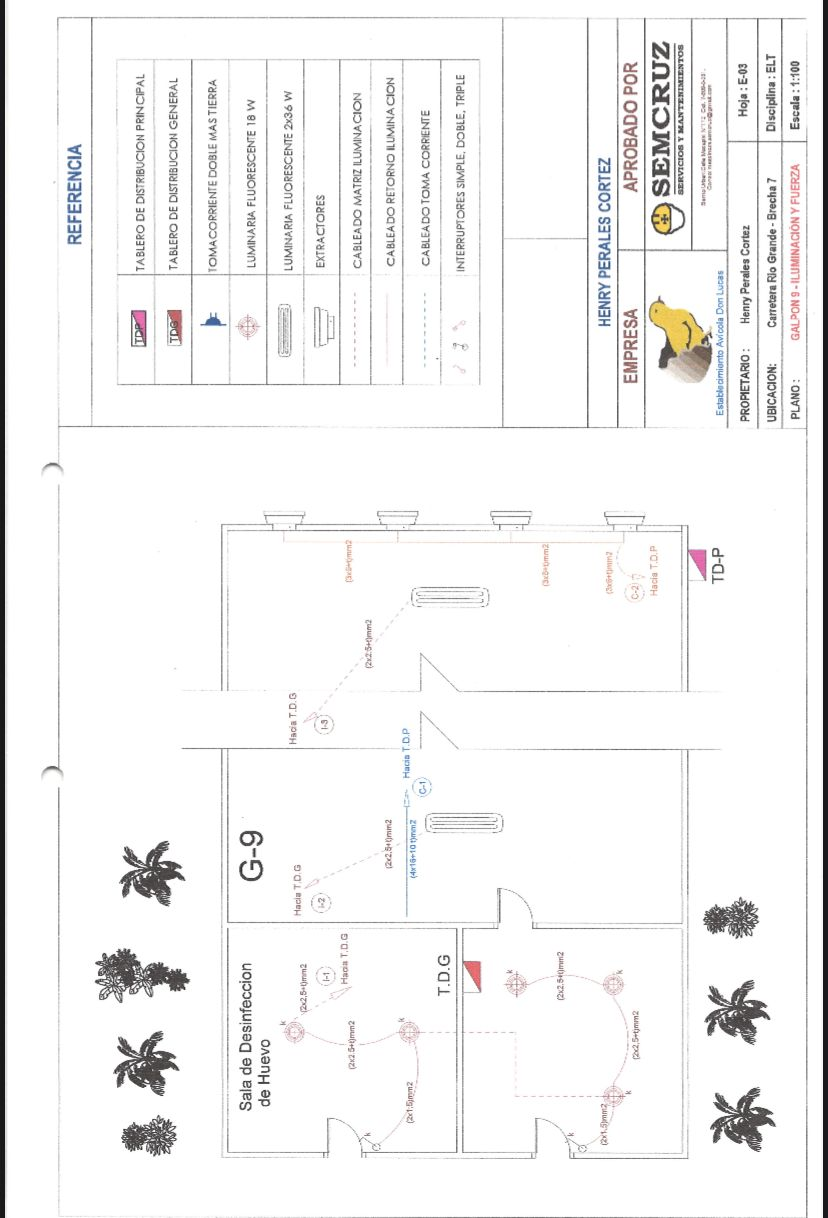 REFERENCIA
TDP
TABLERO DE DISTRIBUCION PRINCIPAL
TDG
TABLERO DE DISTRIBUCION GENERAL
TOMACORRIENTE DOBLE MAS TIERRA
LUMINARIA FLUORESCENTE 18 W
LUMINARIA FLUORESCENTE 2x36 W
EXTRACTORES
CABLEADO MATRIZ ILUMINACION
CABLEADO RETORNO ILUMINACION
CABLEADO TOMA CORRIENTE
INTERRUPTORES SIMPLE, DOBLE, TRIPLE
HENRY PERALES CORTEZ
EMPRESA
APROBADO POR
Establecimiento Avícola Don Lucas
SEMCRUZ
SERVICIOS Y MANTENIMIENTOS
PROPIETARIO :
Henry Perales Cortez
Hoja : E-03
UBICACION:
Carretera Rio Grande - Brecha 7
Disciplina : ELT
PLANO :
GALPON 9 - ILUMINACIÓN Y FUERZA
Escala : 1:100
Sala de Desinfeccion
de Huevo
k
(2x2,5+t)mm2
I-1
Hacia T.D.G
(2x2,5+t)mm2
k
(2x1,5)mm2
k
T.D.G
k
(2x2,5+t)mm2
k
(2x2,5+t)mm2
k
(2x1,5)mm2
k
G-9
Hacia T.D.G
I-2
(2x2,5+t)mm2
(4x16+10t)mm2
Hacia T.D.P
C-1
Hacia T.D.G
I-3
(2x2,5+t)mm2
(3x6+t)mm2
(3x6+t)mm2
(3x6+t)mm2
C-2
Hacia T.D.P
TD-P